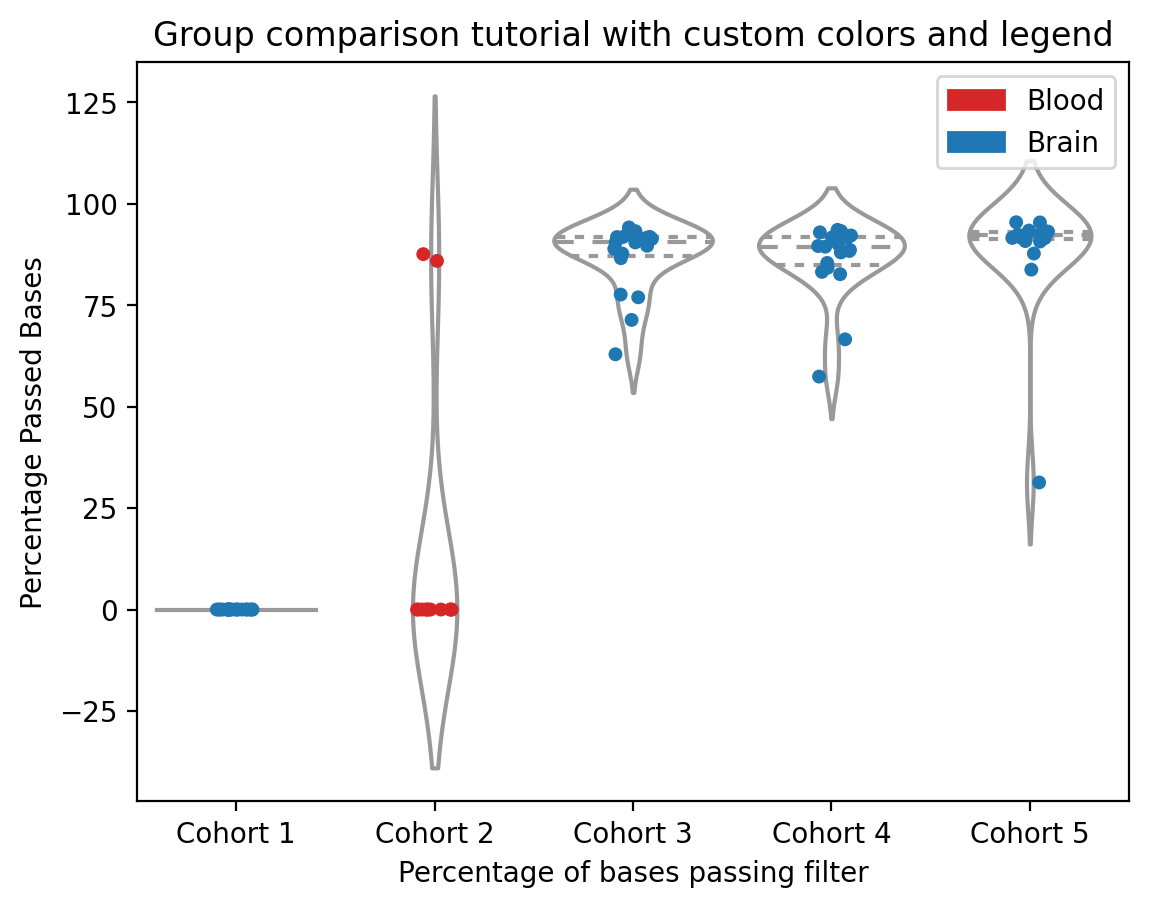 Group comparison tutorial with custom colors and legend
Blood
Brain
125
100
75
50
25
0
−25
Percentage Passed Bases
Cohort 1 Cohort 2 Cohort 3 Cohort 4 Cohort 5
Percentage of bases passing filter